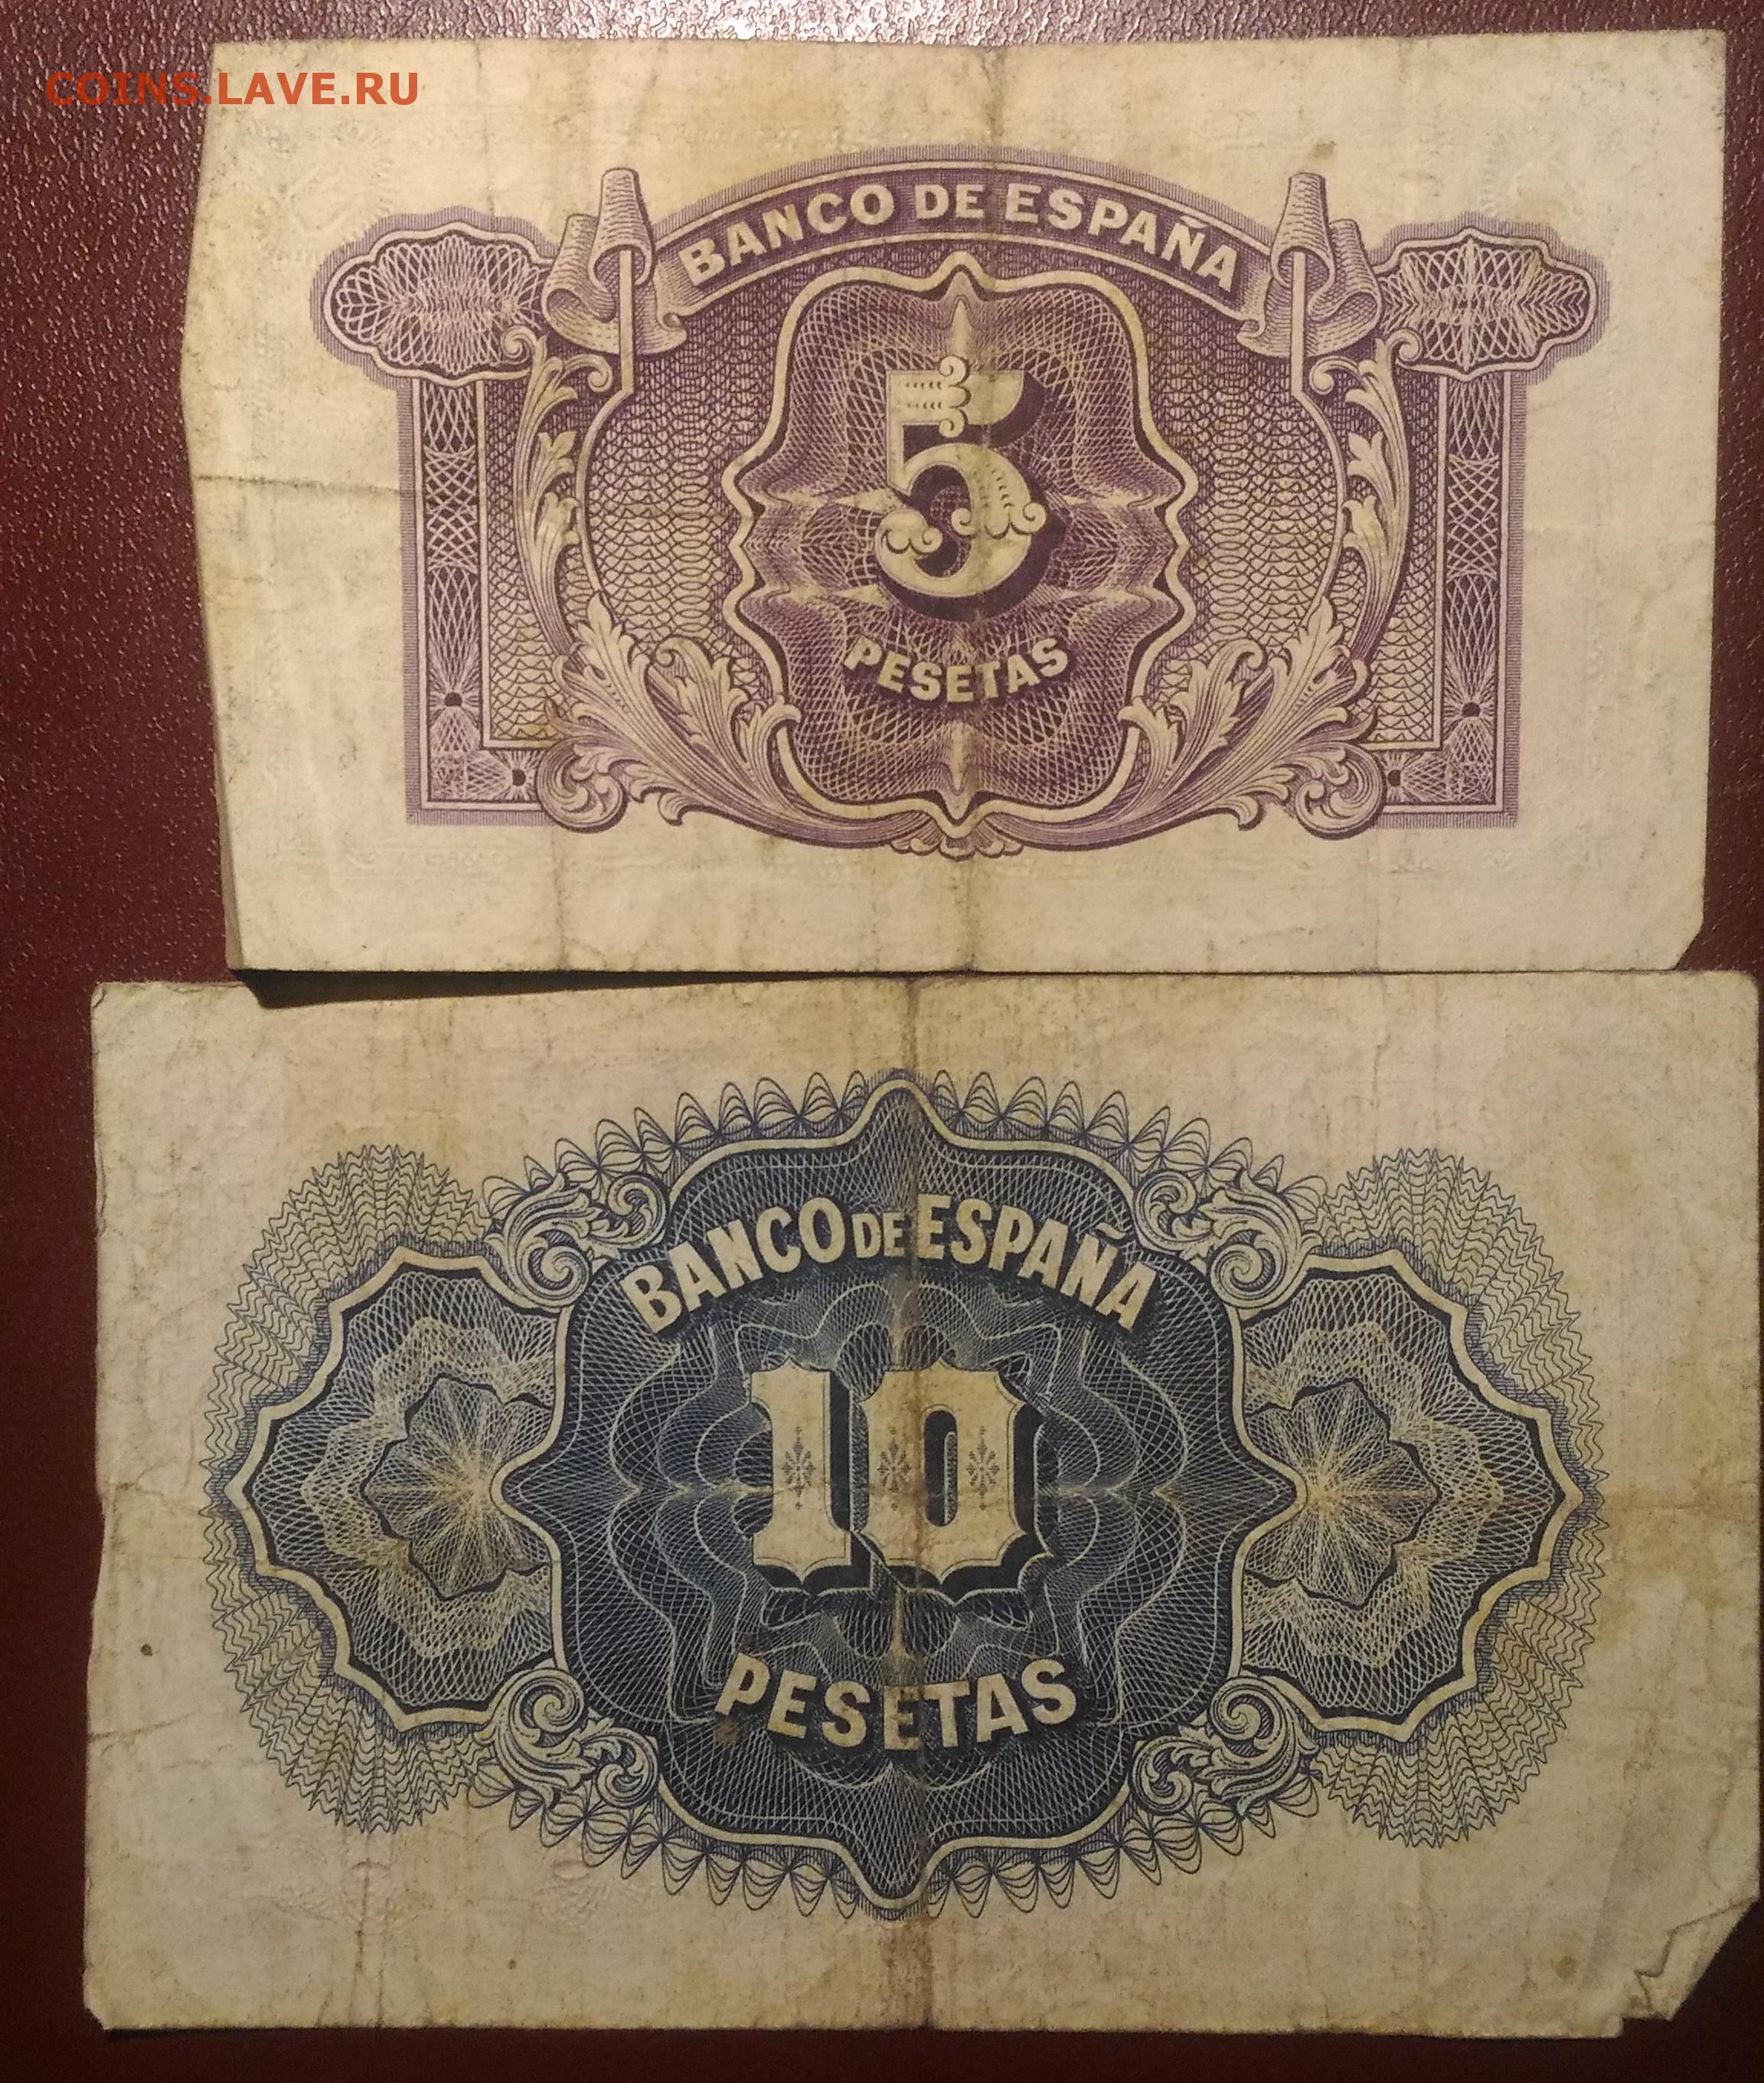 COINS.LAVE.RU
BANCO DE ESPAÑA
5
PESETAS
BANCO DE ESPAÑA
10
PESETAS